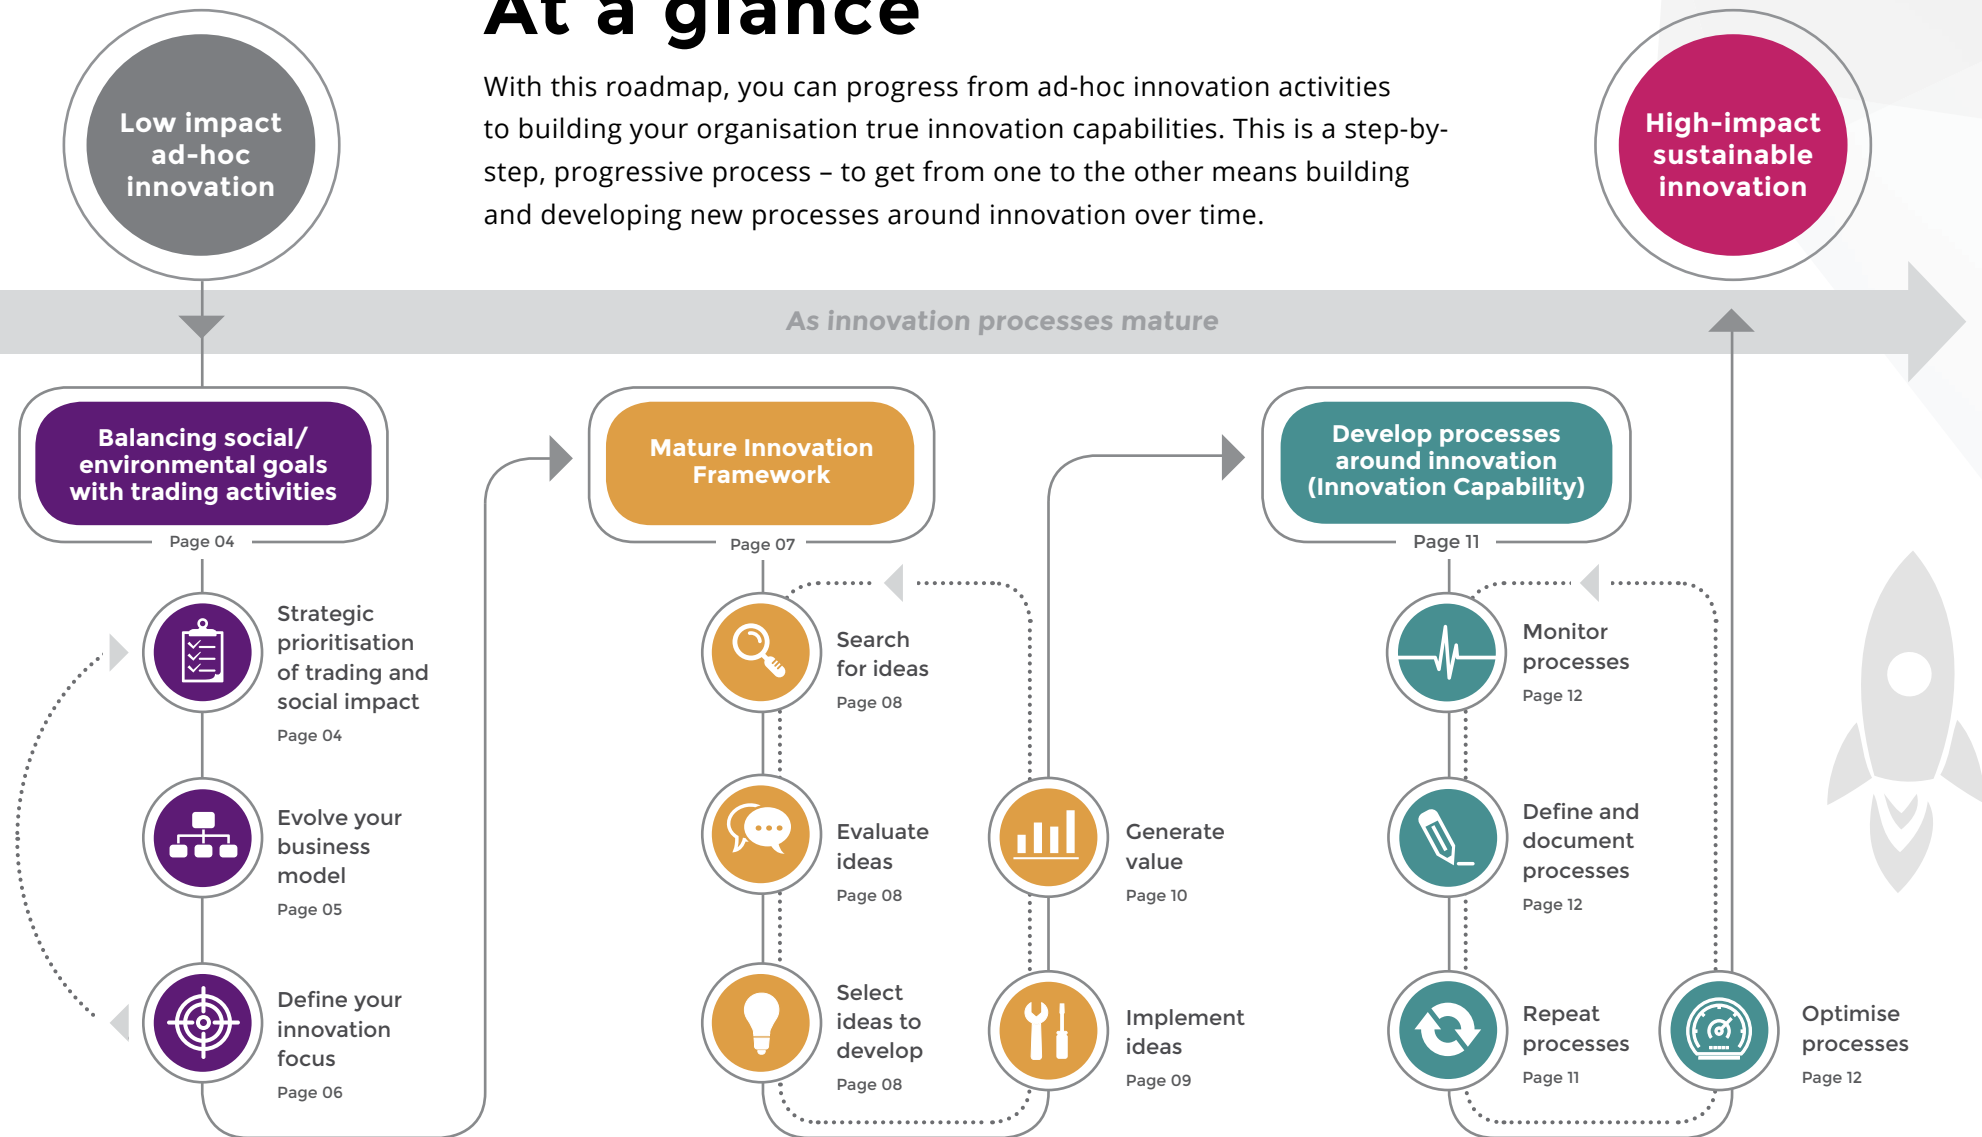 At a glance
With this roadmap, you can progress from ad-hoc innovation activities
to building your organisation true innovation capabilities. This is a step-by-
step, progressive process – to get from one to the other means building
and developing new processes around innovation over time.
Low impact
ad-hoc
innovation
High-impact
sustainable
innovation
As innovation processes mature
Balancing social/
environmental goals
with trading activities
Page 04
Strategic
prioritisation
of trading and
social impact
Page 04
Evolve your
business
model
Page 05
Define your
innovation
focus
Page 06
Mature Innovation
Framework
Page 07
Search
for ideas
Page 08
Evaluate
ideas
Page 08
Select
ideas to
develop
Page 08
Implement
ideas
Page 09
Generate
value
Page 10
Develop processes
around innovation
(Innovation Capability)
Page 11
Monitor
processes
Page 12
Define and
document
processes
Page 12
Repeat
processes
Page 11
Optimise
processes
Page 12